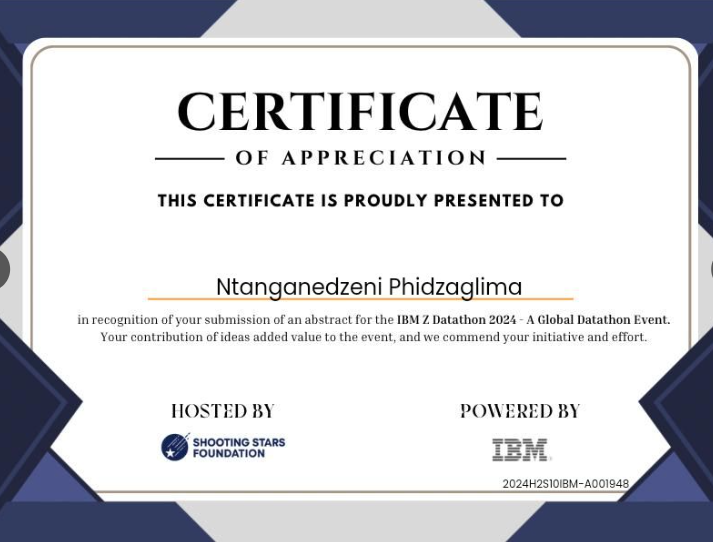 CERTIFICATE
OF APPRECIATION
THIS CERTIFICATE IS PROUDLY PRESENTED TO
Ntanganedzeni Phidzaglima
in recognition of your submission of an abstract for the IBM Z Datathon 2024 - A Global Datathon Event.
Your contribution of ideas added value to the event, and we commend your initiative and effort.
HOSTED BY
POWERED BY
SHOOTING STARS
FOUNDATION
IBM
2024H2S10IBM-A001948